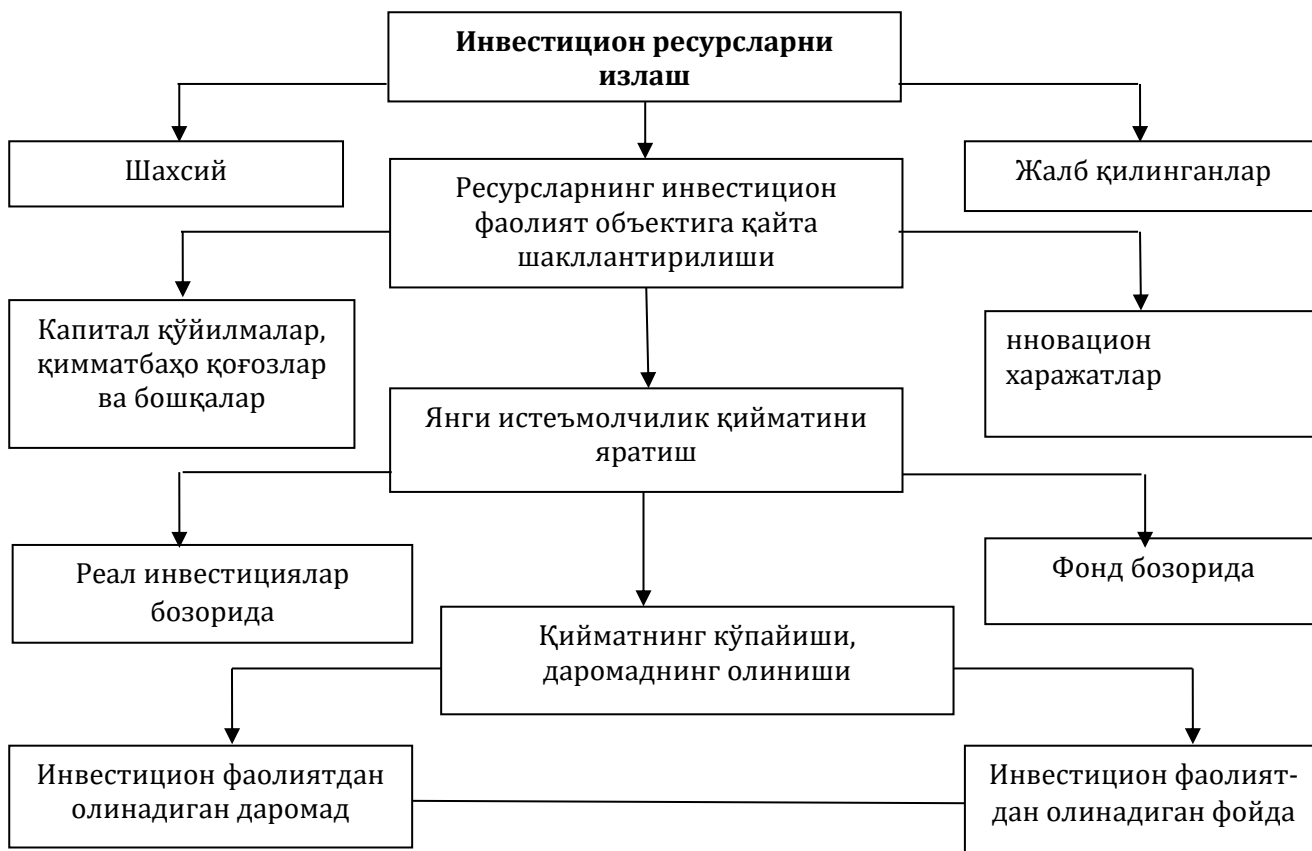 Инвестицион ресурсларни
излаш
Шахсий
Ресурсларнинг инвестицион
фаолият объектига қайта
шакллантирилиши
Жалб қилинганлар
Капитал қўйилмалар,
қимматбаҳо қоғозлар
ва бошқалар
нновацион
харажатлар
Янги истеъмолчилик қийматини
яратиш
Реал инвестициялар
бозорида
Фонд бозорида
Қийматнинг кўпайиши,
даромаднинг олиниши
Инвестицион фаолиятдан
олинадиган даромад
Инвестицион фаолият-
дан олинадиган фойда